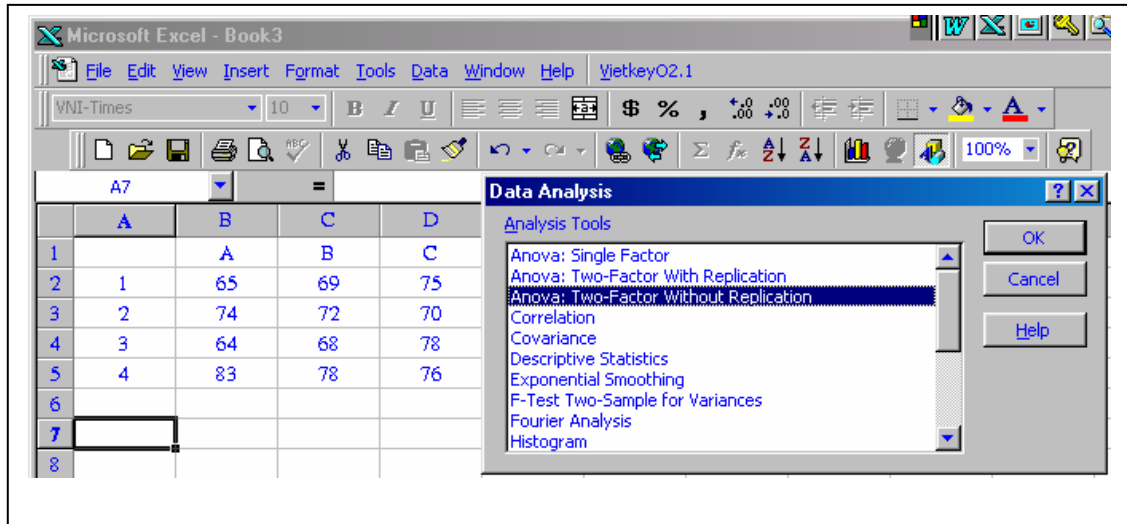 Microsoft Excel - Book3
File Edit View Insert Format Tools Data Window Help VietkeyO2.1
VNI-Times 10 B I U $ % , .00
ABC Σ fx 100%
A7 =
Data Analysis
Analysis Tools
Anova: Single Factor
Anova: Two-Factor With Replication
Anova: Two-Factor Without Replication
Correlation
Covariance
Descriptive Statistics
Exponential Smoothing
F-Test Two-Sample for Variances
Fourier Analysis
Histogram
OK
Cancel
Help
A B C D
1 A B C
2 1 65 69 75
3 2 74 72 70
4 3 64 68 78
5 4 83 78 76
6
7
8